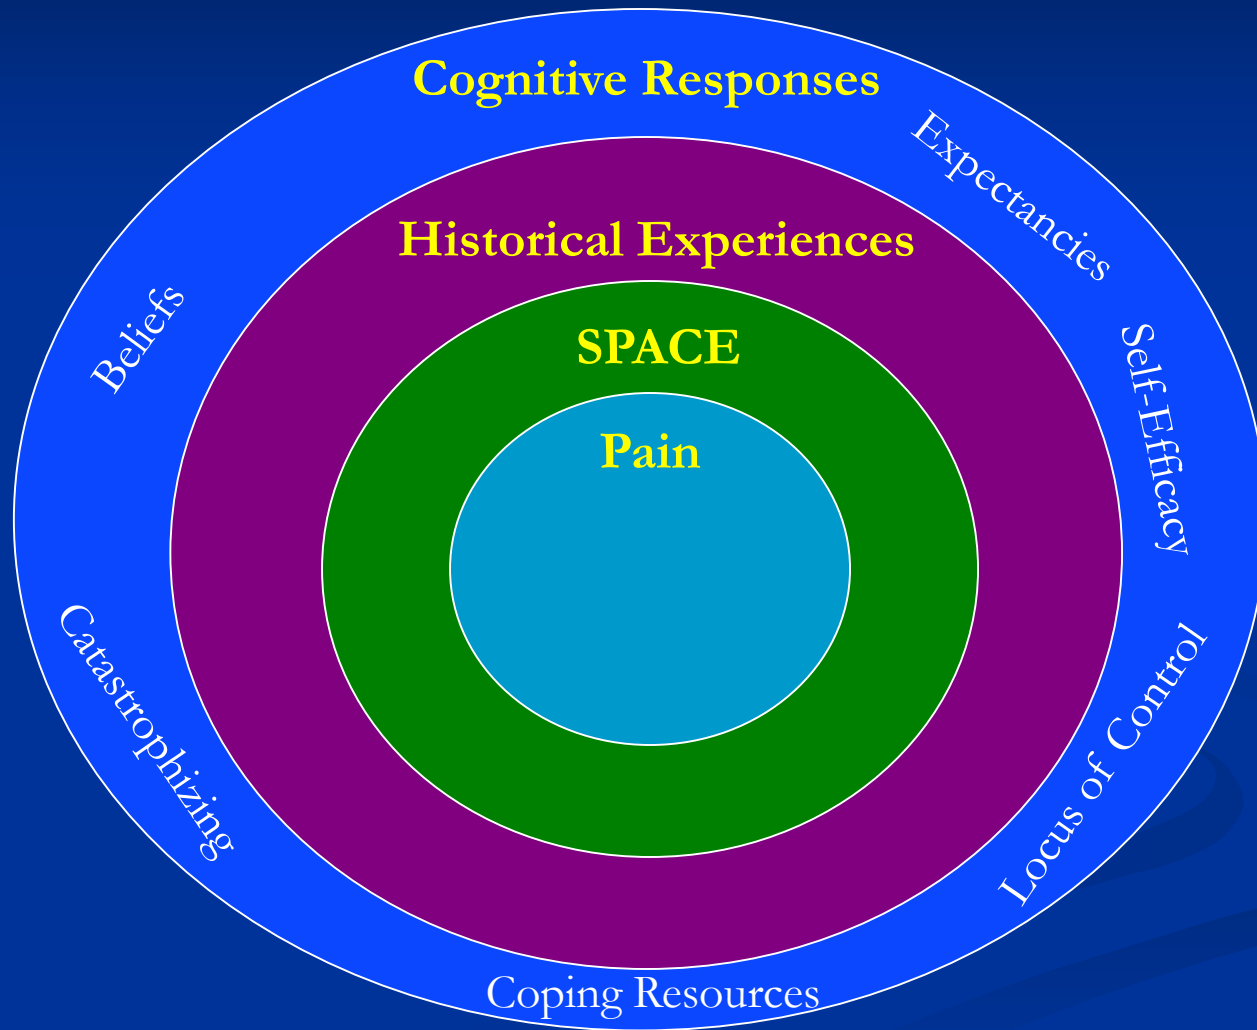 Cognitive Responses
Expectancies
Historical Experiences
Beliefs
SPACE
Self-Efficacy
Pain
Catastrophizing
Locus of Control
Coping Resources